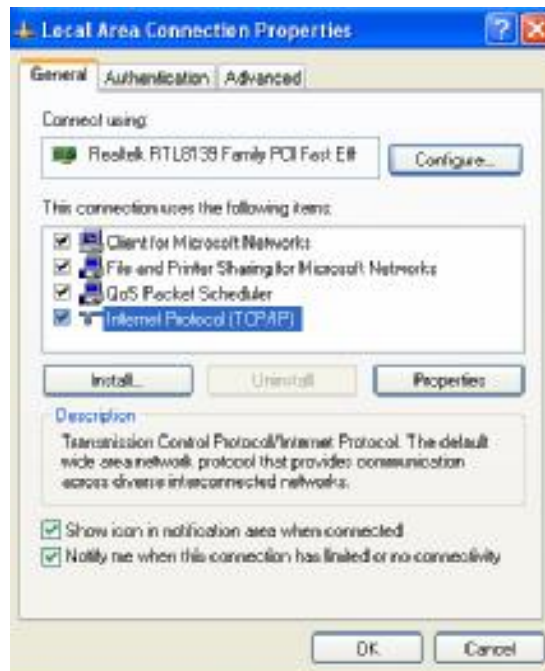 Local Area Connection Properties
General Authentication Advanced
Connect using:
Realtek RTL8139 Family PCI Fast Eth
Configure...
This connection uses the following items:
Client for Microsoft Networks
File and Printer Sharing for Microsoft Networks
QoS Packet Scheduler
Internet Protocol (TCP/IP)
Install... Uninstall Properties
Description
Transmission Control Protocol/Internet Protocol. The default
wide area network protocol that provides communication
across diverse interconnected networks.
Show icon in notification area when connected
Notify me when this connection has limited or no connectivity
OK Cancel